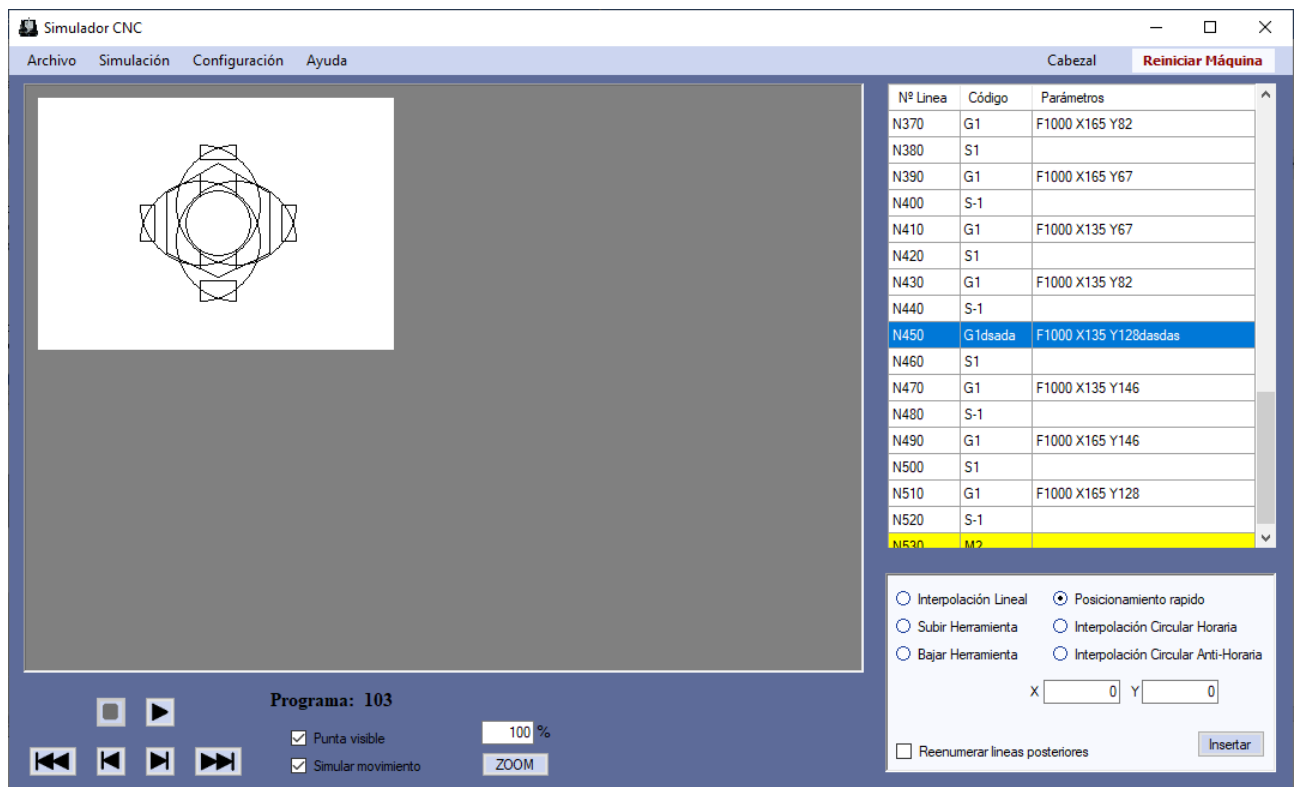 Simulador CNC
Archivo Simulación Configuración Ayuda Cabezal Reiniciar Máquina
Nº Linea Código Parámetros
N370 G1 F1000 X165 Y82
N380 S1
N390 G1 F1000 X165 Y67
N400 S-1
N410 G1 F1000 X135 Y67
N420 S1
N430 G1 F1000 X135 Y82
N440 S-1
N450 G1dsada F1000 X135 Y128dasdas
N460 S1
N470 G1 F1000 X135 Y146
N480 S-1
N490 G1 F1000 X165 Y146
N500 S1
N510 G1 F1000 X165 Y128
N520 S-1
N530 M2
Interpolación Lineal Posicionamiento rapido
Subir Herramienta Interpolación Circular Horaria
Bajar Herramienta Interpolación Circular Anti-Horaria
X 0 Y 0
Reenumerar lineas posteriores Insertar
Programa: 103
Punta visible 100 %
Simular movimiento ZOOM